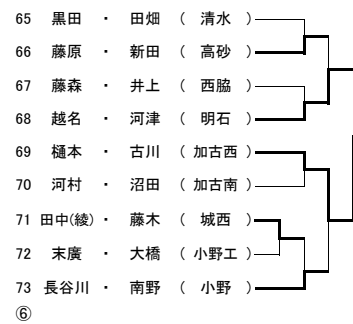 65 黒田 ・ 田畑 ( 清水 )
66 藤原 ・ 新田 ( 高砂 )
67 藤森 ・ 井上 ( 西脇 )
68 越名 ・ 河津 ( 明石 )
69 樋本 ・ 古川 ( 加古西 )
70 河村 ・ 沼田 ( 加古南 )
71 田中(綾) ・ 藤木 ( 城西 )
72 末廣 ・ 大橋 ( 小野工 )
73 長谷川 ・ 南野 ( 小野 )
⑥